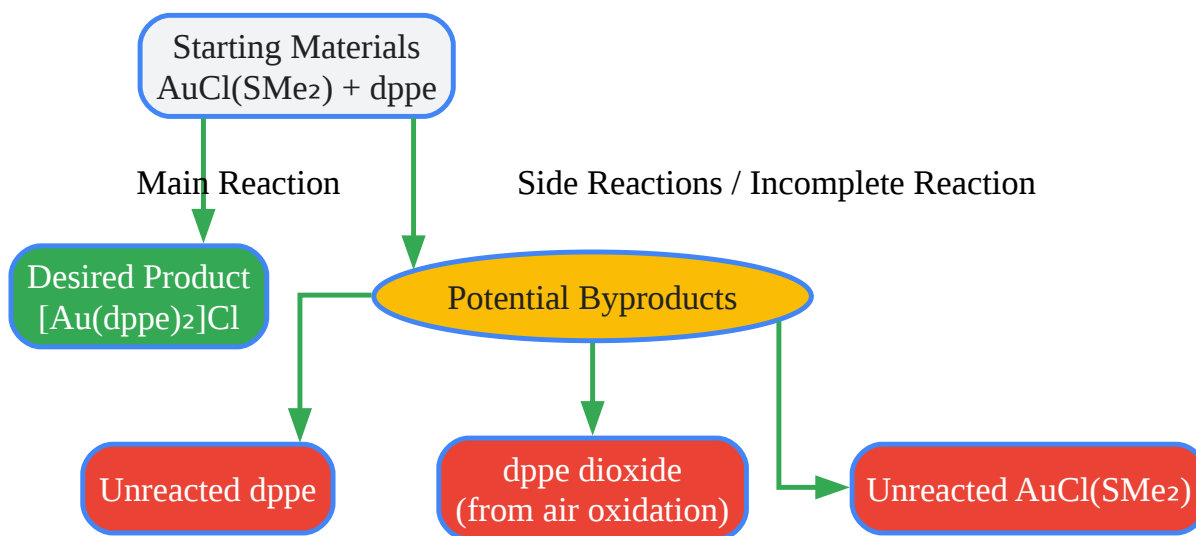 Starting Materials
AuCl(SMe₂) + dppe
Main Reaction
Side Reactions / Incomplete Reaction
Desired Product
[Au(dppe)₂]Cl
Potential Byproducts
Unreacted dppe
dppe dioxide
(from air oxidation)
Unreacted AuCl(SMe₂)